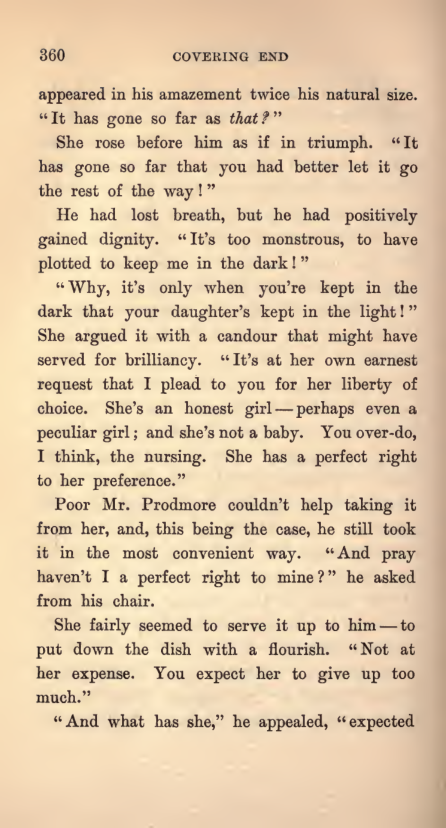 360 COVERING END
appeared in his amazement twice his natural size.
“It has gone so far as that?”
She rose before him as if in triumph. “It
has gone so far that you had better let it go
the rest of the way!”
He had lost breath, but he had positively
gained dignity. “It's too monstrous, to have
plotted to keep me in the dark!”
“Why, it's only when you're kept in the
dark that your daughter's kept in the light!”
She argued it with a candour that might have
served for brilliancy. “It's at her own earnest
request that I plead to you for her liberty of
choice. She's an honest girl — perhaps even a
peculiar girl; and she's not a baby. You over-do,
I think, the nursing. She has a perfect right
to her preference.”
Poor Mr. Prodmore couldn't help taking it
from her, and, this being the case, he still took
it in the most convenient way. “And pray
haven't I a perfect right to mine?” he asked
from his chair.
She fairly seemed to serve it up to him — to
put down the dish with a flourish. “Not at
her expense. You expect her to give up too
much.”
“And what has she,” he appealed, “expected